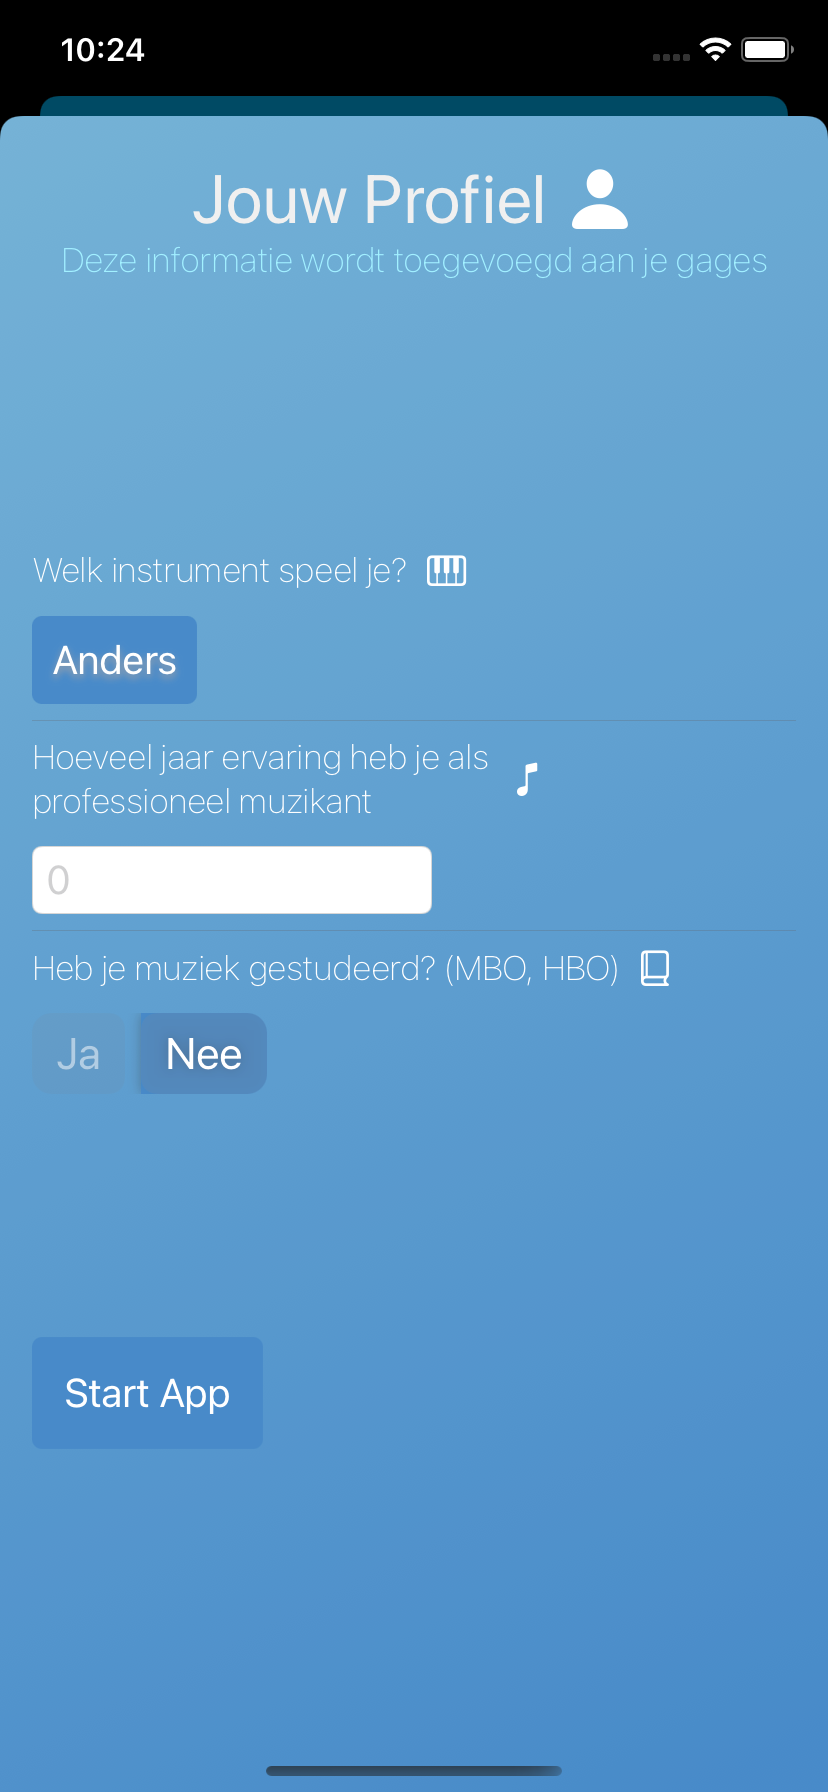 10:24
Jouw Profiel
Deze informatie wordt toegevoegd aan je gages
Welk instrument speel je?
Anders
Hoeveel jaar ervaring heb je als
professioneel muzikant
0
Heb je muziek gestudeerd? (MBO, HBO)
Ja Nee
Start App